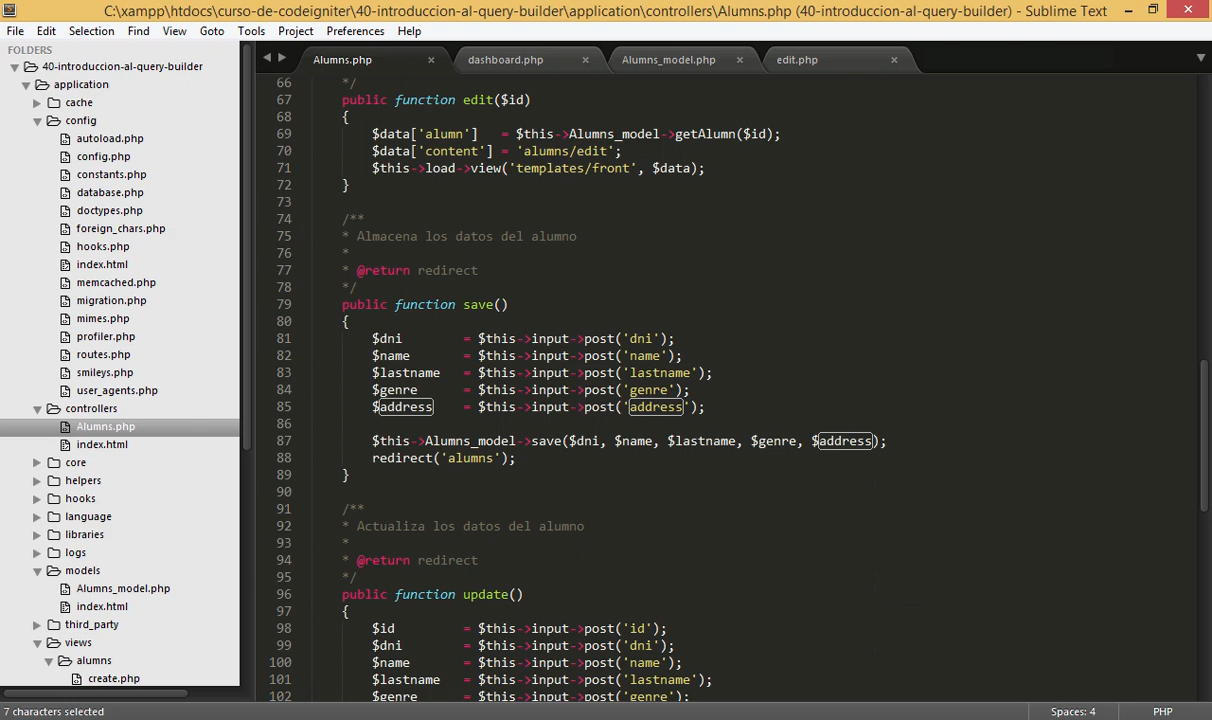 C:\xampp\htdocs\curso-de-codeigniter\40-introduccion-al-query-builder\application\controllers\Alumns.php (40-introduccion-al-query-builder) - Sublime Text
File Edit Selection Find View Goto Tools Project Preferences Help
FOLDERS
40-introduccion-al-query-builder
application
cache
config
autoload.php
config.php
constants.php
database.php
doctypes.php
foreign_chars.php
hooks.php
index.html
memcached.php
migration.php
mimes.php
profiler.php
routes.php
smileys.php
user_agents.php
controllers
Alumns.php
index.html
core
helpers
hooks
language
libraries
logs
models
Alumns_model.php
index.html
third_party
views
alumns
create.php
Alumns.php dashboard.php Alumns_model.php edit.php
66 */
67 public function edit($id)
68 {
69 $data['alumn'] = $this->Alumns_model->getAlumn($id);
70 $data['content'] = 'alumns/edit';
71 $this->load->view('templates/front', $data);
72 }
73
74 /**
75 * Almacena los datos del alumno
76 *
77 * @return redirect
78 */
79 public function save()
80 {
81 $dni = $this->input->post('dni');
82 $name = $this->input->post('name');
83 $lastname = $this->input->post('lastname');
84 $genre = $this->input->post('genre');
85 $address = $this->input->post('address');
86
87 $this->Alumns_model->save($dni, $name, $lastname, $genre, $address);
88 redirect('alumns');
89 }
90
91 /**
92 * Actualiza los datos del alumno
93 *
94 * @return redirect
95 */
96 public function update()
97 {
98 $id = $this->input->post('id');
99 $dni = $this->input->post('dni');
100 $name = $this->input->post('name');
101 $lastname = $this->input->post('lastname');
102 $genre = $this->input->post('genre');
7 characters selected Spaces: 4 PHP